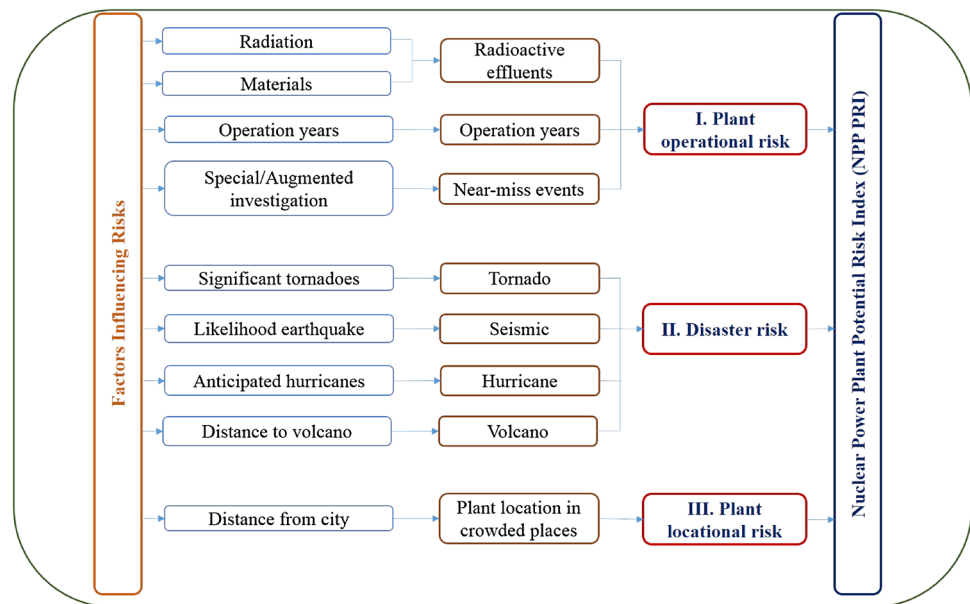 Factors Influencing Risks
Radiation
Materials
Operation years
Special/Augmented
investigation
Significant tornadoes
Likelihood earthquake
Anticipated hurricanes
Distance to volcano
Distance from city
Radioactive
effluents
Operation years
Near-miss events
Tornado
Seismic
Hurricane
Volcano
Plant location in
crowded places
I. Plant
operational risk
II. Disaster risk
III. Plant
locational risk
Nuclear Power Plant Potential Risk Index (NPP PRI)